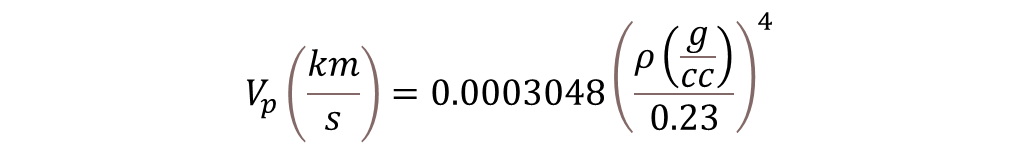 V_p (km/s) = 0.0003048 (ρ (g/cc) / 0.23)^4